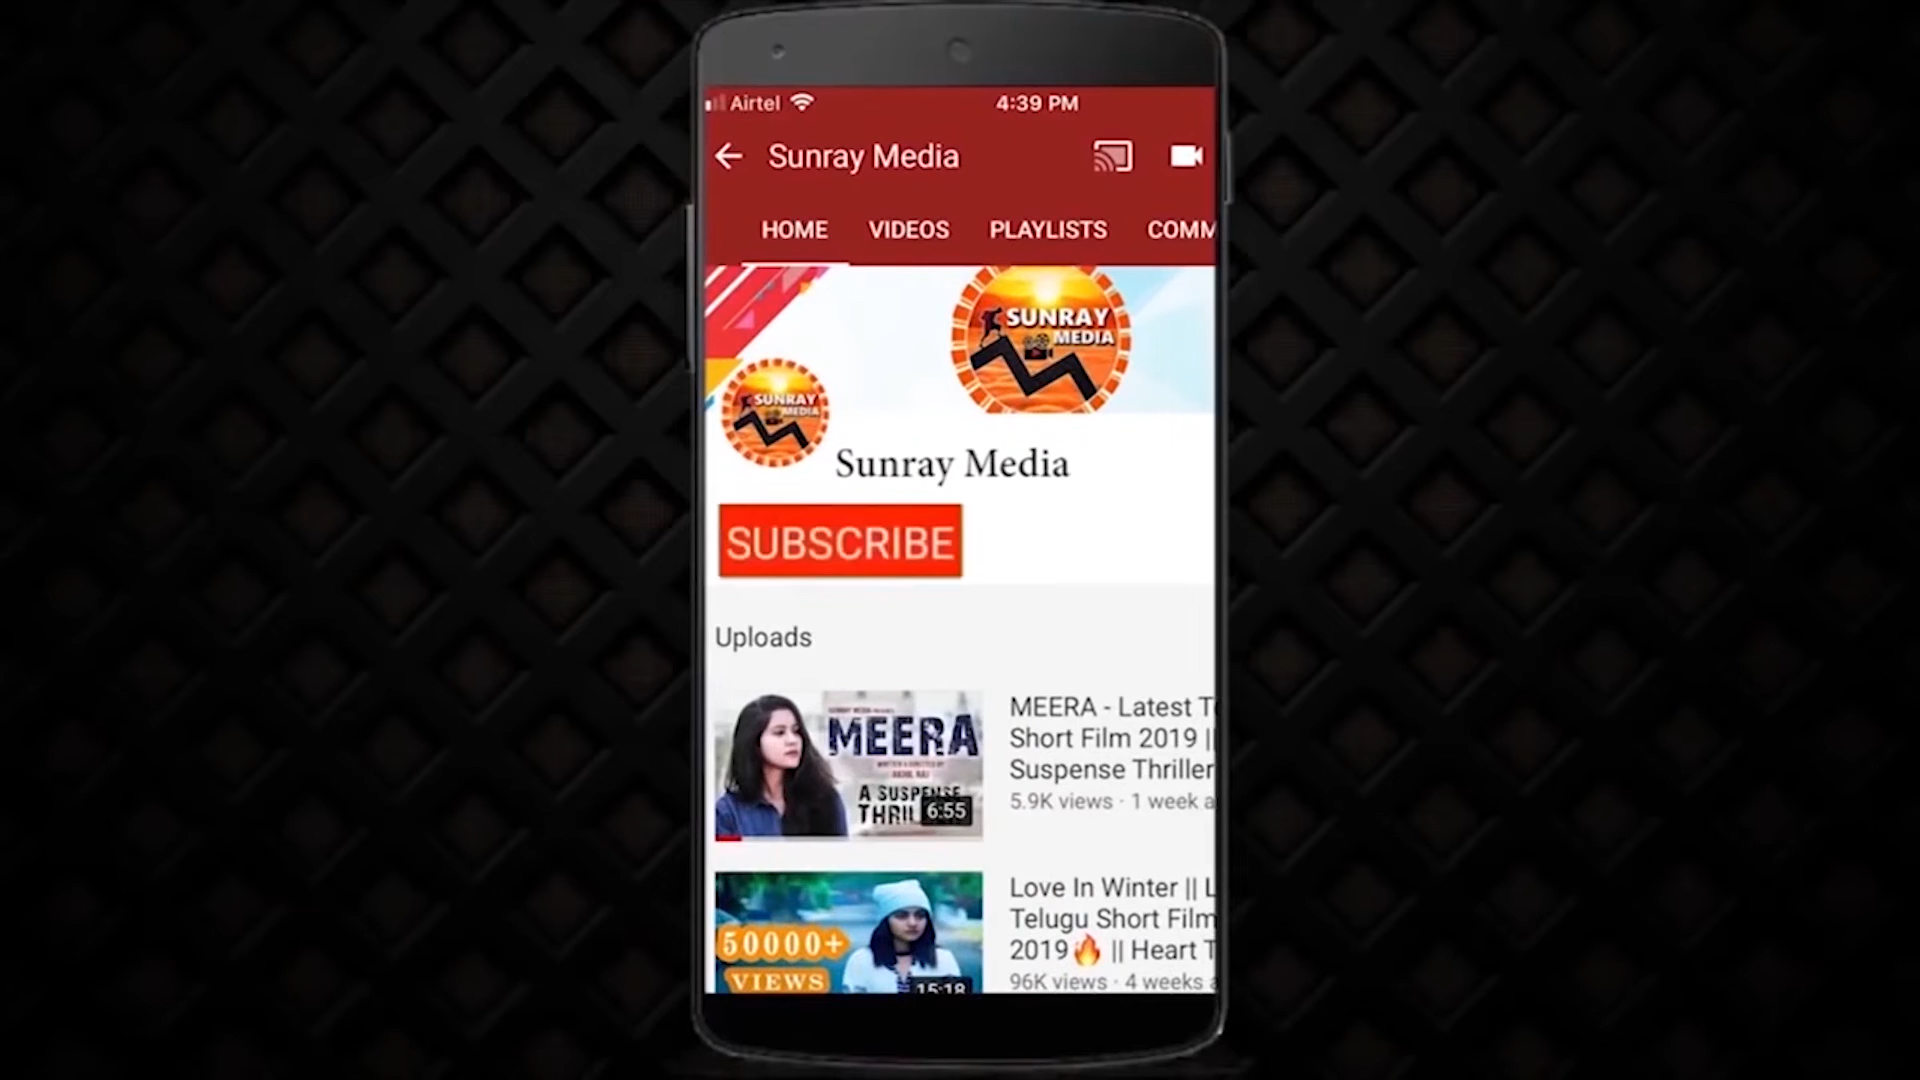 Airtel
4:39 PM
Sunray Media
HOME VIDEOS PLAYLISTS COMM
SUNRAY
MEDIA
SUNRAY
MEDIA
Sunray Media
SUBSCRIBE
Uploads
MEERA
A SUSPENSE
THRIL
6:55
MEERA - Latest T
Short Film 2019 ||
Suspense Thriller
5.9K views · 1 week a
50000+
VIEWS
15:18
Love In Winter || L
Telugu Short Film
2019🔥 || Heart T
96K views · 4 weeks a